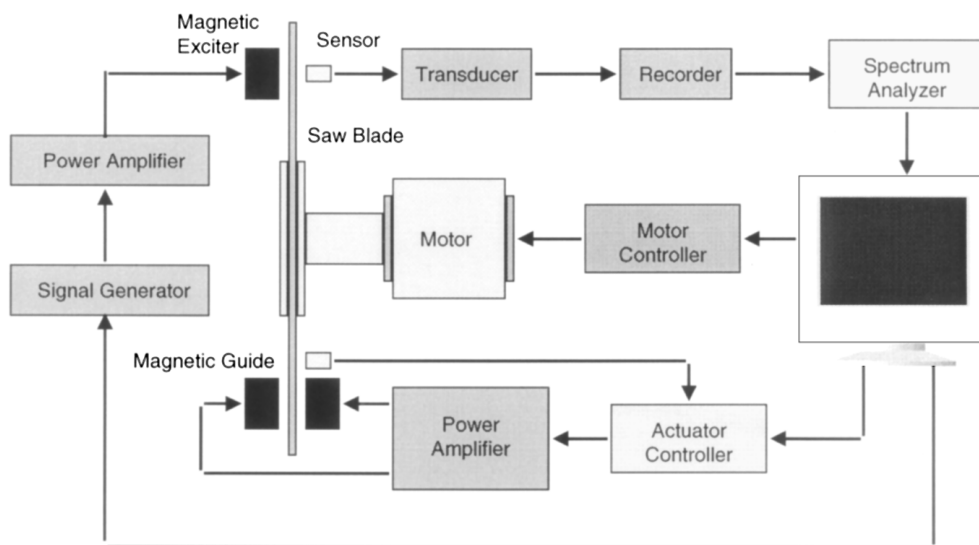 Magnetic
Exciter
Sensor
Transducer
Recorder
Spectrum
Analyzer
Saw Blade
Power Amplifier
Motor
Motor
Controller
Signal Generator
Magnetic Guide
Power
Amplifier
Actuator
Controller